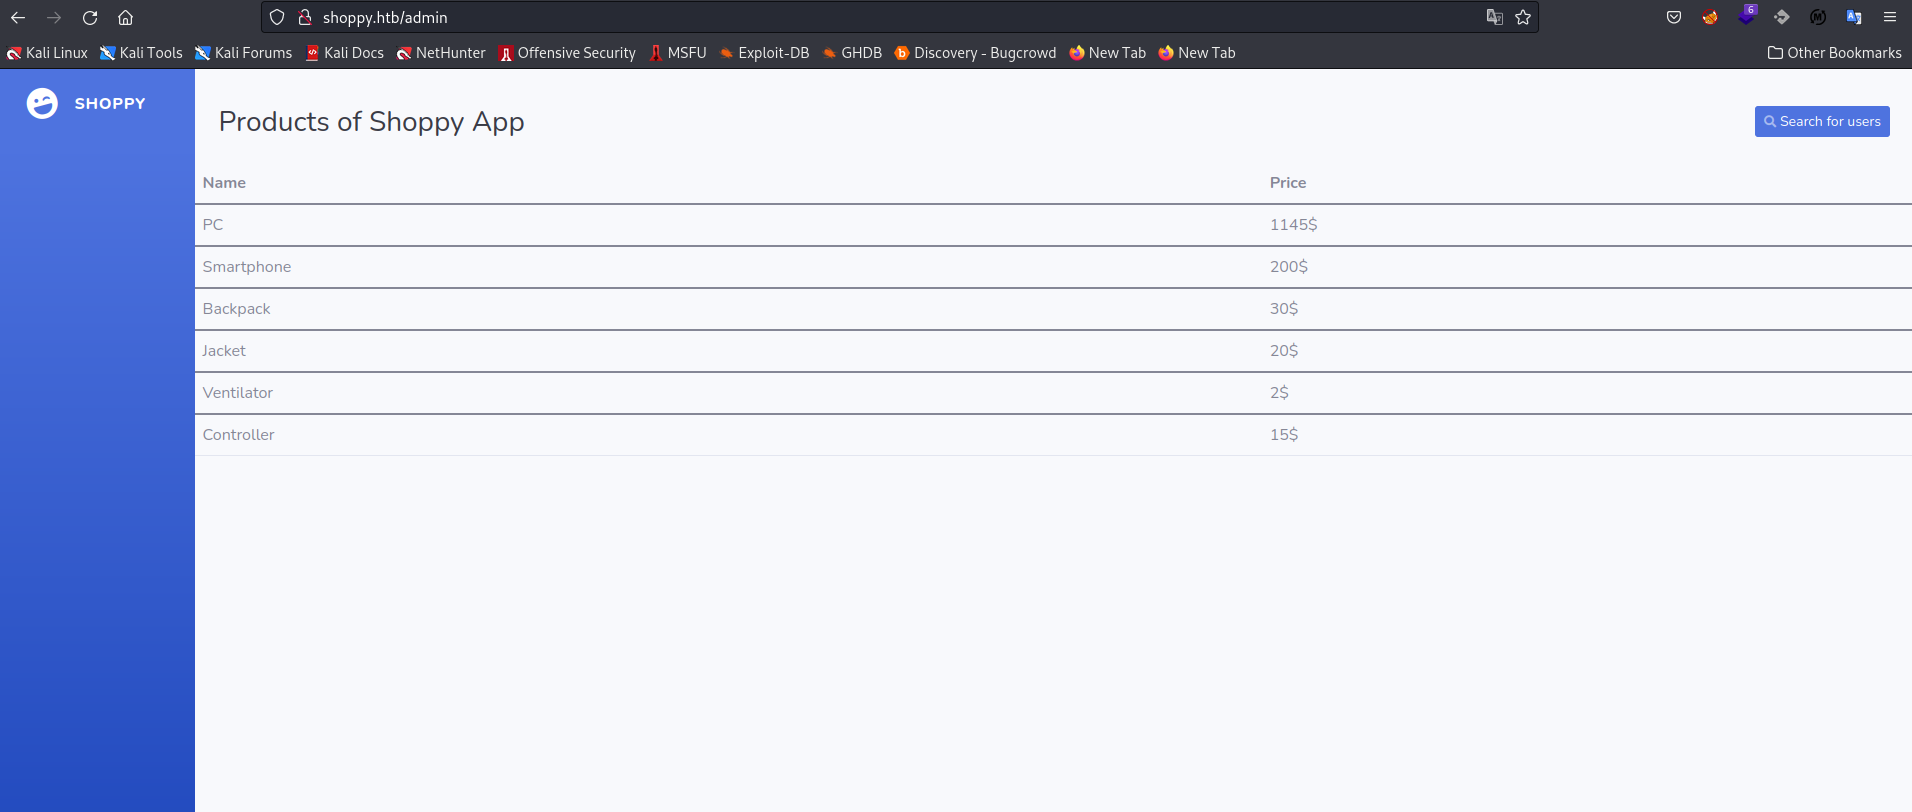 shoppy.htb/admin
Kali Linux Kali Tools Kali Forums Kali Docs NetHunter Offensive Security MSFU Exploit-DB GHDB Discovery - Bugcrowd New Tab New Tab Other Bookmarks
6
SHOPPY
Products of Shoppy App
Search for users
Name Price
PC 1145$
Smartphone 200$
Backpack 30$
Jacket 20$
Ventilator 2$
Controller 15$